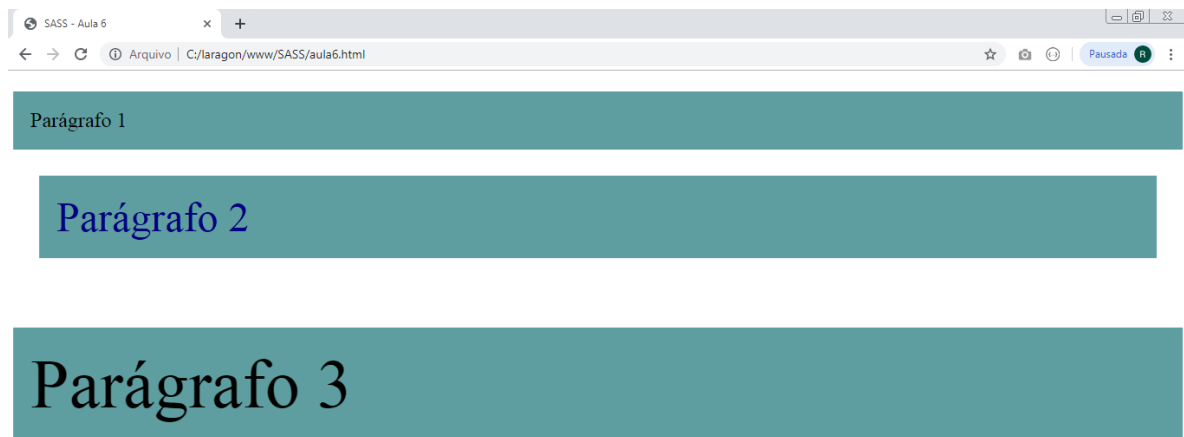 SASS - Aula 6
Arquivo | C:/laragon/www/SASS/aula6.html
Pausada R
Parágrafo 1
Parágrafo 2
Parágrafo 3